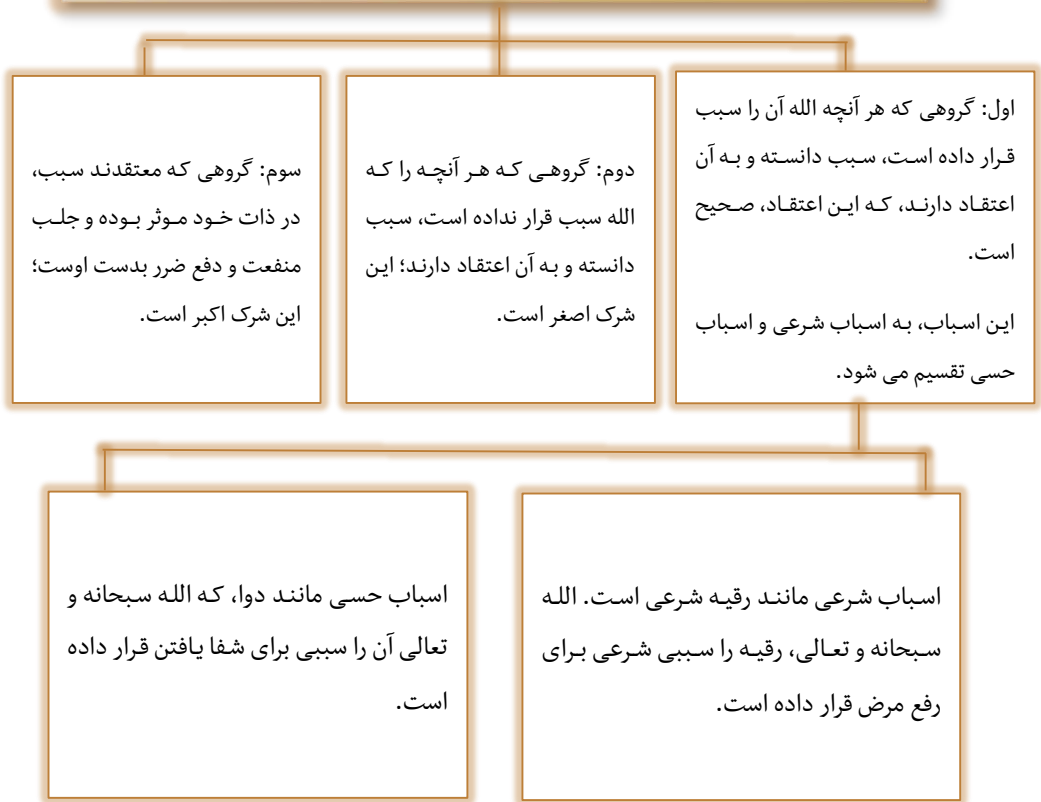 اول: گروهی که هر آنچه الله آن را سبب
قرار داده است، سبب دانسته و به آن
اعتقاد دارند، که این اعتقاد، صحیح
است.
این اسباب، به اسباب شرعی و اسباب
حسی تقسیم می شود.
دوم: گروهی که هر آنچه را که
الله سبب قرار نداده است، سبب
دانسته و به آن اعتقاد دارند؛ این
شرک اصغر است.
سوم: گروهی که معتقدند سبب،
در ذات خود موثر بوده و جلب
منفعت و دفع ضرر بدست اوست؛
این شرک اکبر است.
اسباب شرعی مانند رقیه شرعی است. الله
سبحانه و تعالی، رقیه را سببی شرعی برای
رفع مرض قرار داده است.
اسباب حسی مانند دوا، که الله سبحانه و
تعالی آن را سببی برای شفا یافتن قرار داده
است.